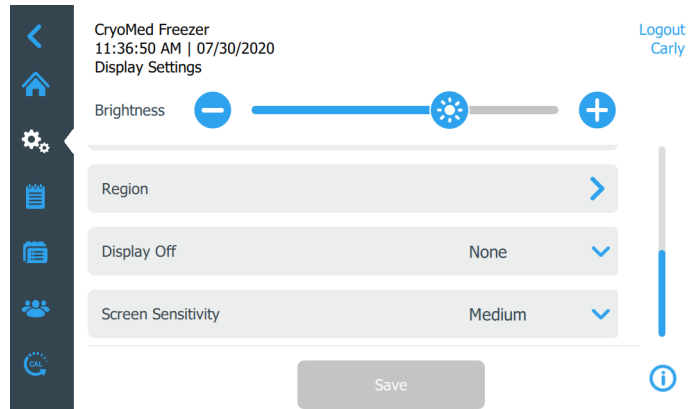 CryoMed Freezer
11:36:50 AM | 07/30/2020
Display Settings
Logout
Carly
Brightness
Region
Display Off None
Screen Sensitivity Medium
CAL
Save